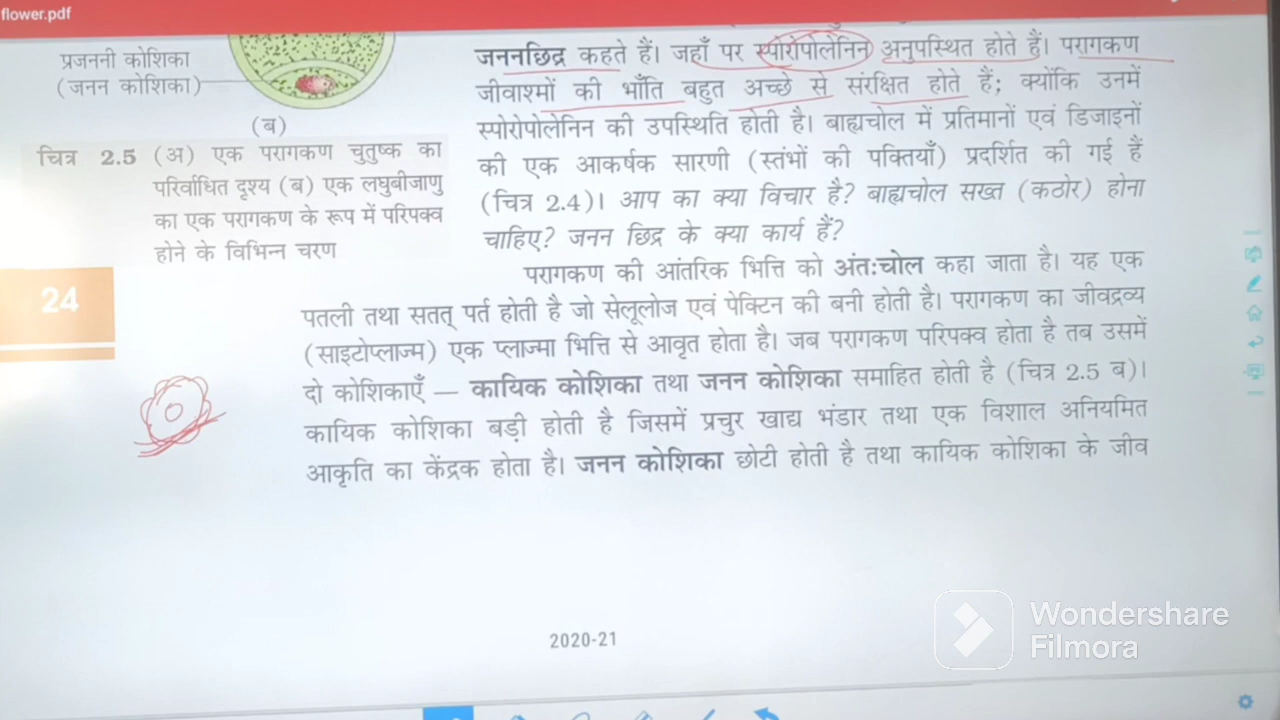 flower.pdf
प्रजननी कोशिका
(जनन कोशिका)
(ब)
चित्र 2.5 (अ) एक परागकण चुतुष्क का
परिवर्धित दृश्य (ब) एक लघुबीजाणु
का एक परागकण के रूप में परिपक्व
होने के विभिन्न चरण
24
जननछिद्र कहते हैं। जहाँ पर स्पोरोपोलेनिन अनुपस्थित होते हैं। परागकण
जीवाश्मों की भाँति बहुत अच्छे से संरक्षित होते हैं; क्योंकि उनमें
स्पोरोपोलेनिन की उपस्थिति होती है। बाह्यचोल में प्रतिमानों एवं डिजाइनों
की एक आकर्षक सारणी (स्तंभों की पक्तियाँ) प्रदर्शित की गई हैं
(चित्र 2.4)। आप का क्या विचार है? बाह्यचोल सख्त (कठोर) होना
चाहिए? जनन छिद्र के क्या कार्य हैं?
परागकण की आंतरिक भित्ति को अंतःचोल कहा जाता है। यह एक
पतली तथा सतत् पर्त होती है जो सेलूलोज एवं पेक्टिन की बनी होती है। परागकण का जीवद्रव्य
(साइटोप्लाज्म) एक प्लाज्मा भित्ति से आवृत होता है। जब परागकण परिपक्व होता है तब उसमें
दो कोशिकाएँ — कायिक कोशिका तथा जनन कोशिका समाहित होती है (चित्र 2.5 ब)।
कायिक कोशिका बड़ी होती है जिसमें प्रचुर खाद्य भंडार तथा एक विशाल अनियमित
आकृति का केंद्रक होता है। जनन कोशिका छोटी होती है तथा कायिक कोशिका के जीव
2020-21
Wondershare
Filmora